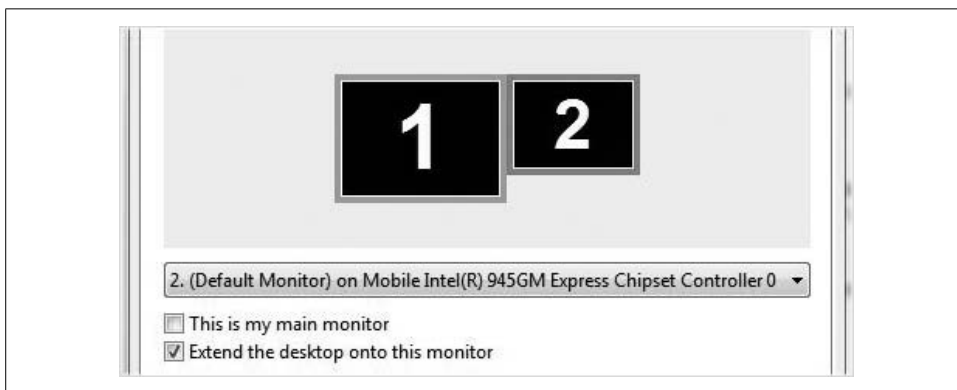 1 2
2. (Default Monitor) on Mobile Intel(R) 945GM Express Chipset Controller 0
This is my main monitor
Extend the desktop onto this monitor